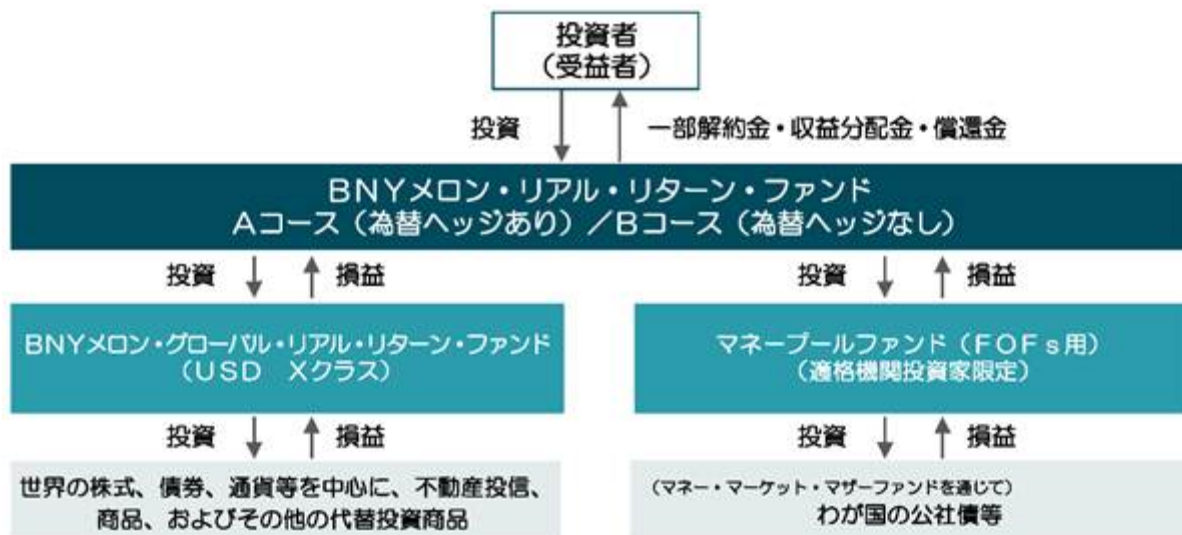 投資者
（受益者）
投資
一部解約金・収益分配金・償還金
ＢＮＹメロン・リアル・リターン・ファンド
Ａコース（為替ヘッジあり）／Ｂコース（為替ヘッジなし）
投資
損益
投資
損益
ＢＮＹメロン・グローバル・リアル・リターン・ファンド
（ＵＳＤ　Ｘクラス）
マネープールファンド（ＦＯＦｓ用）
（適格機関投資家限定）
投資
損益
投資
損益
世界の株式、債券、通貨等を中心に、不動産投信、
商品、およびその他の代替投資商品
（マネー・マーケット・マザーファンドを通じて）
わが国の公社債等